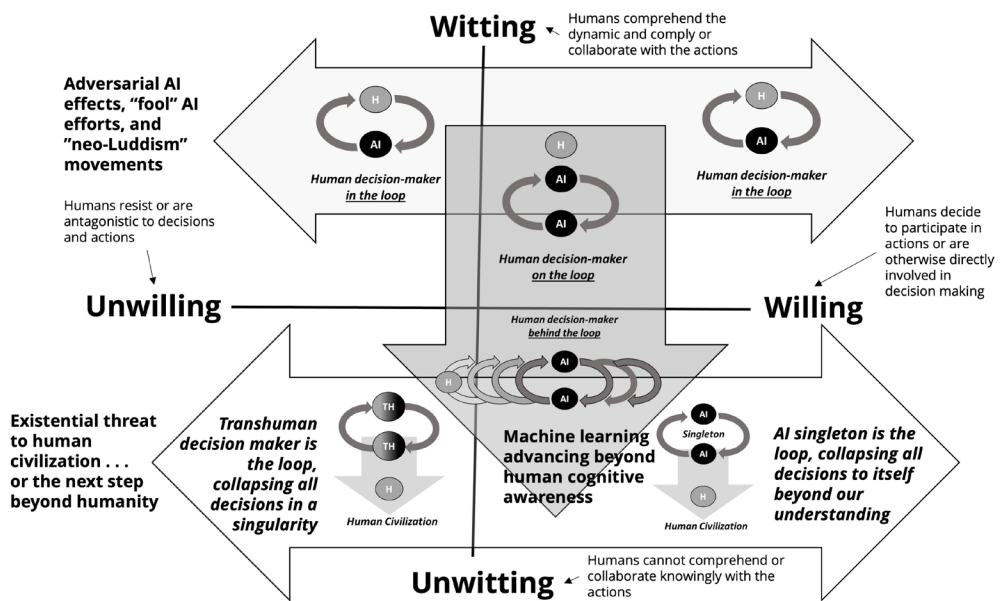 Witting
Humans comprehend the
dynamic and comply or
collaborate with the actions
Adversarial AI
effects, “fool” AI
efforts, and
”neo-Luddism”
movements
H
AI
Human decision-maker
in the loop
H
AI
AI
Human decision-maker
on the loop
H
AI
Human decision-maker
in the loop
Humans resist or are
antagonistic to decisions
and actions
Humans decide
to participate in
actions or are
otherwise directly
involved in
decision making
Unwilling
Willing
Human decision-maker
behind the loop
H
AI
AI
Existential threat
to human
civilization . . .
or the next step
beyond humanity
Transhuman
decision maker is
the loop,
collapsing all
decisions in a
singularity
TH
TH
H
Human Civilization
Machine learning
advancing beyond
human cognitive
awareness
AI
Singleton
AI
H
Human Civilization
AI singleton is the
loop, collapsing all
decisions to itself
beyond our
understanding
Unwitting
Humans cannot comprehend or
collaborate knowingly with the
actions